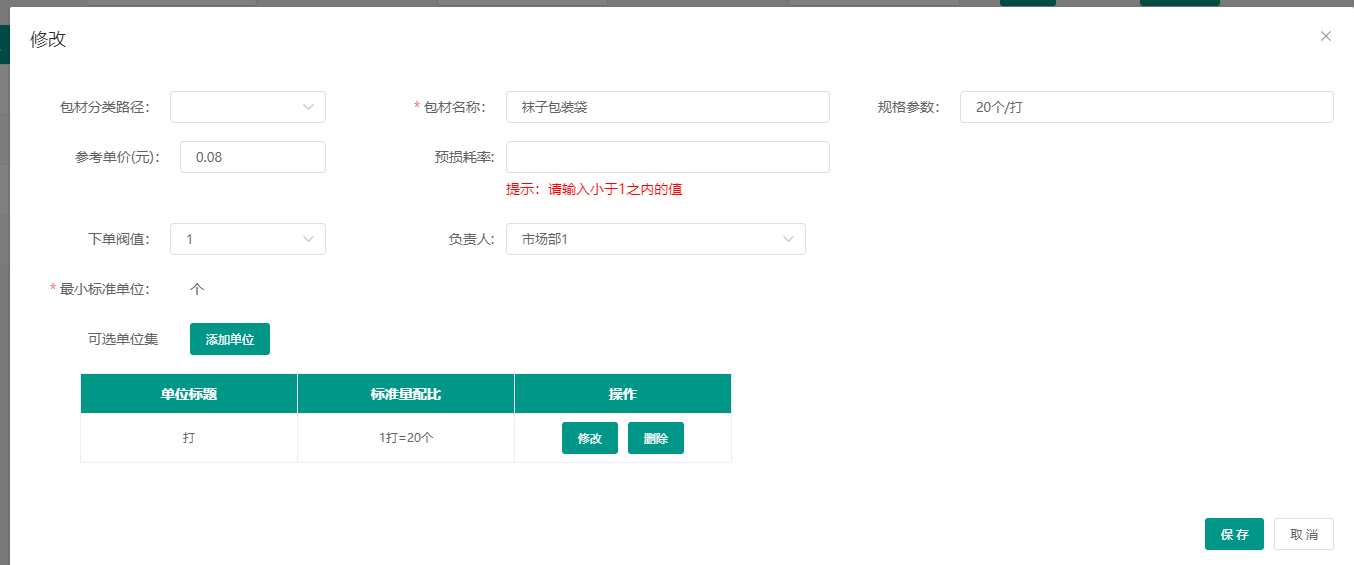 修改
包材分类路径：
* 包材名称： 袜子包装袋
规格参数： 20个/打
参考单价(元)： 0.08
预损耗率:
提示：请输入小于1之内的值
下单阀值： 1
负责人: 市场部1
* 最小标准单位： 个
可选单位集 添加单位
单位标题 标准量配比 操作
打 1打=20个 修改 删除
保存 取消